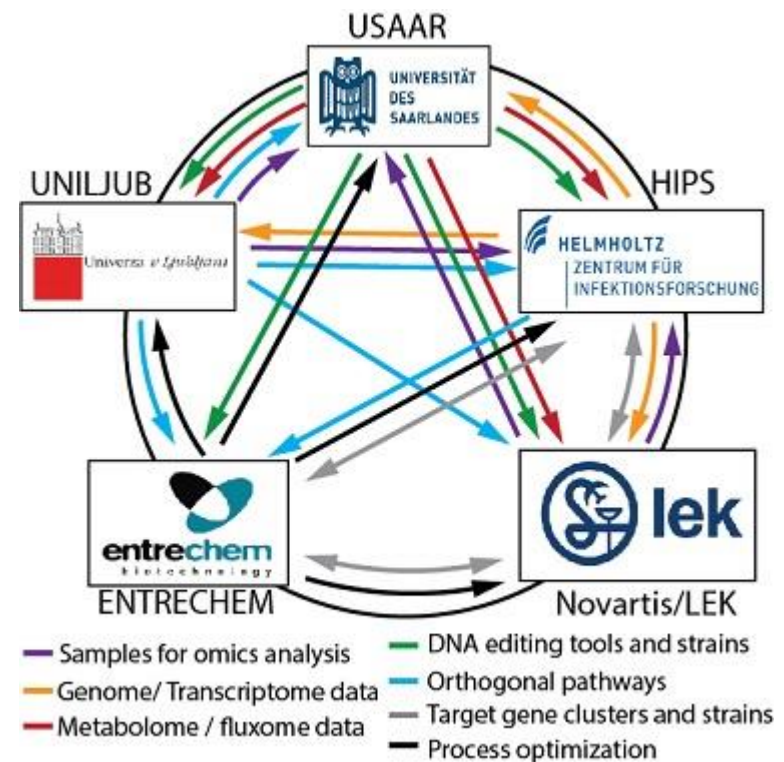 USAAR
UNIVERSITÄT
DES
SAARLANDES
UNILJUB
HIPS
Univerza v Ljubljani
HELMHOLTZ
ZENTRUM FÜR
INFEKTIONSFORSCHUNG
entrechem
biotechnology
lek
ENTRECHEM
Novartis/LEK
Samples for omics analysis
Genome/ Transcriptome data
Metabolome / fluxome data
DNA editing tools and strains
Orthogonal pathways
Target gene clusters and strains
Process optimization